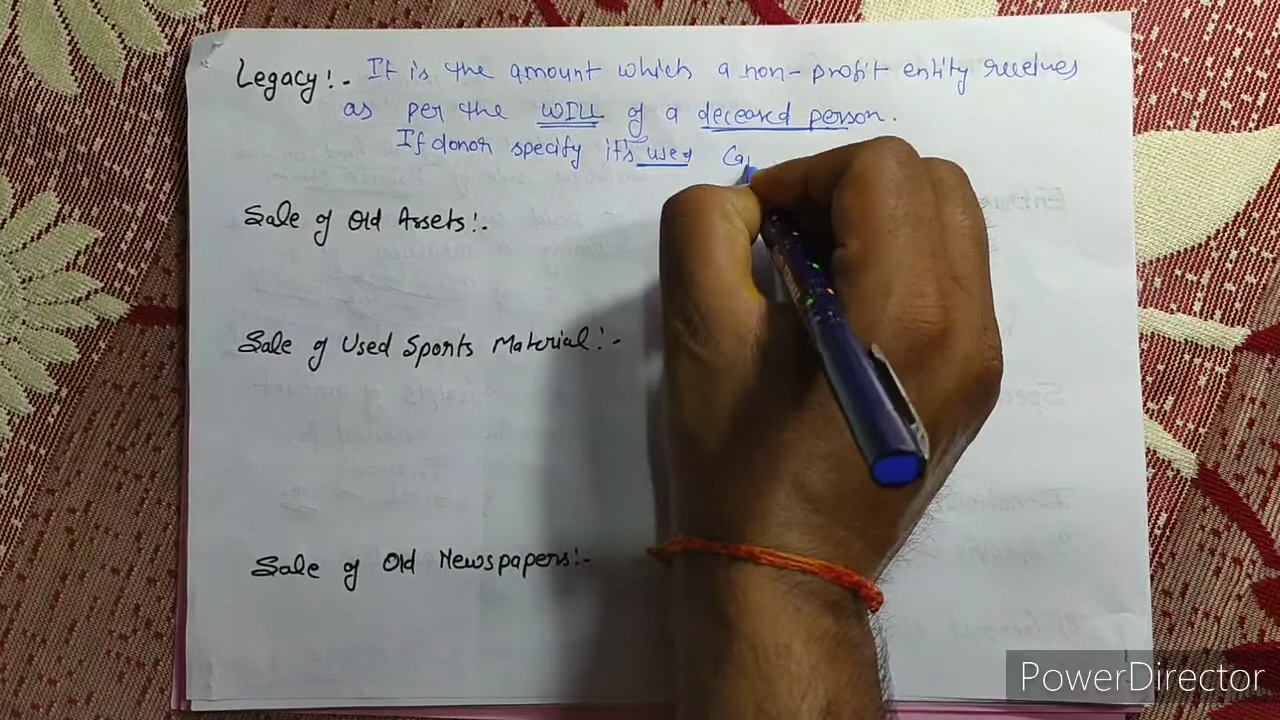 Legacy:- It is the amount which a non-profit entity receives
as per the WILL of a deceased person.
If donor specify it's use, Ca
Sale of Old Assets:-
Sale of Used Sports Material:-
Sale of Old Newspapers:-
PowerDirector